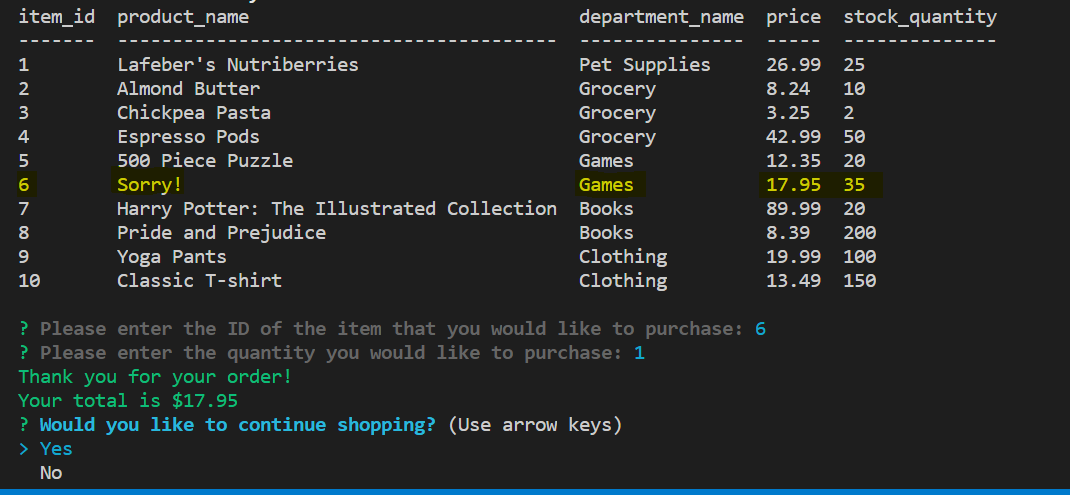 item_id  product_name                              department_name  price  stock_quantity
-------  ----------------------------------------  ---------------  -----  --------------
1        Lafeber's Nutriberries                    Pet Supplies     26.99  25
2        Almond Butter                             Grocery          8.24   10
3        Chickpea Pasta                            Grocery          3.25   2
4        Espresso Pods                             Grocery          42.99  50
5        500 Piece Puzzle                          Games            12.35  20
6        Sorry!                                    Games            17.95  35
7        Harry Potter: The Illustrated Collection  Books            89.99  20
8        Pride and Prejudice                       Books            8.39   200
9        Yoga Pants                                Clothing         19.99  100
10       Classic T-shirt                           Clothing         13.49  150
? Please enter the ID of the item that you would like to purchase: 6
? Please enter the quantity you would like to purchase: 1
Thank you for your order!
Your total is $17.95
? Would you like to continue shopping? (Use arrow keys)
> Yes
  No